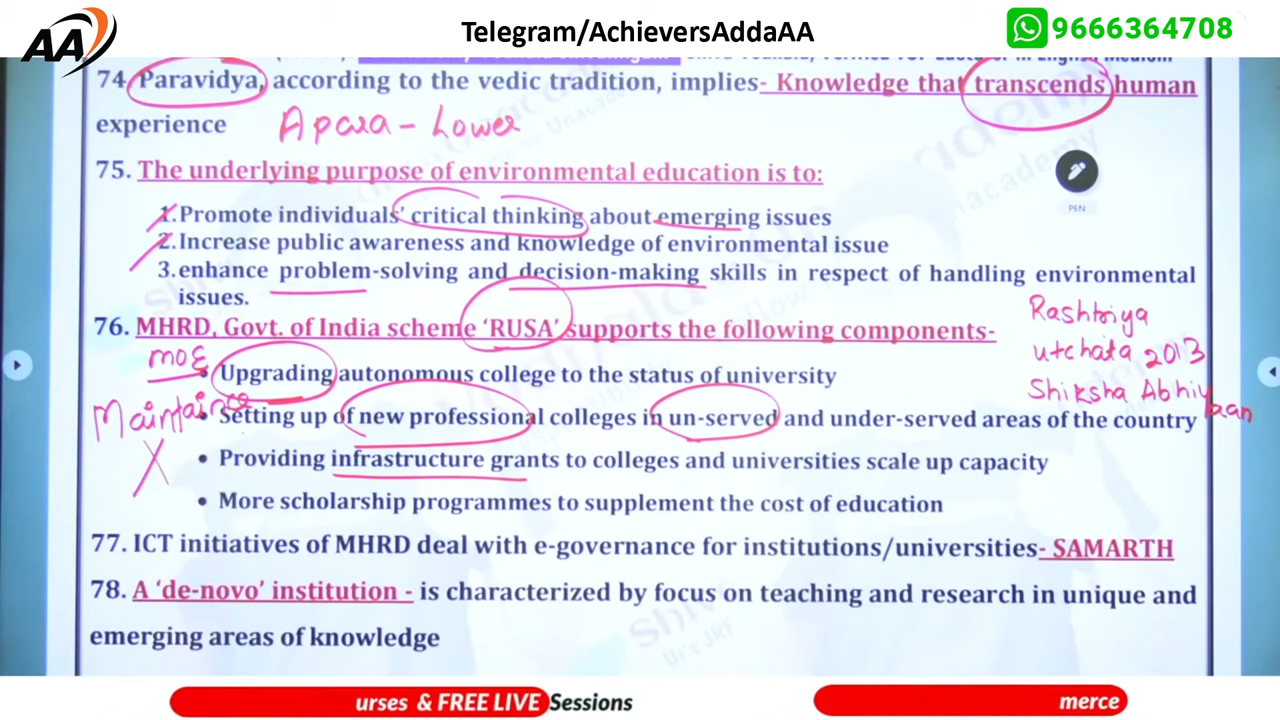 AA
Telegram/AchieversAddaAA
9666364708
74. Paravidya, according to the vedic tradition, implies- Knowledge that transcends human
experience
Apara - Lower
75. The underlying purpose of environmental education is to:
1. Promote individuals' critical thinking about emerging issues
2. Increase public awareness and knowledge of environmental issue
3. enhance problem-solving and decision-making skills in respect of handling environmental
issues.
PEN
76. MHRD, Govt. of India scheme 'RUSA' supports the following components-
Rashtriya
Utchata 2013
Shiksha Abhiyaan
MOE
• Upgrading autonomous college to the status of university
Maintaince
• Setting up of new professional colleges in un-served and under-served areas of the country
• Providing infrastructure grants to colleges and universities scale up capacity
• More scholarship programmes to supplement the cost of education
77. ICT initiatives of MHRD deal with e-governance for institutions/universities- SAMARTH
78. A 'de-novo' institution - is characterized by focus on teaching and research in unique and
emerging areas of knowledge
urses & FREE LIVE Sessions
merce